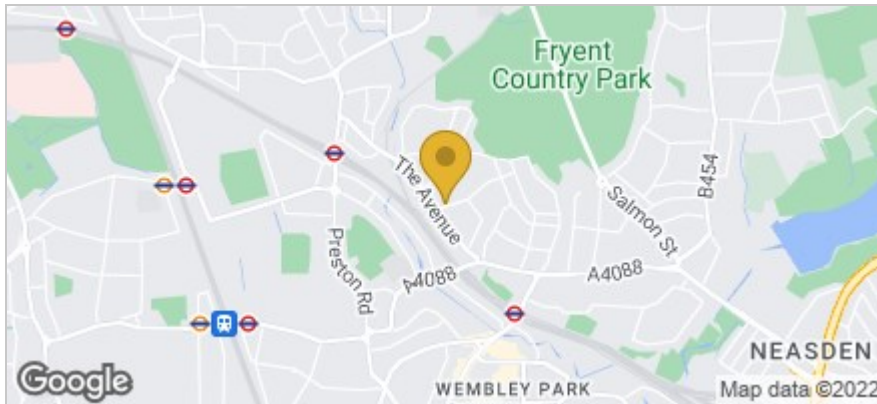 Fryent
Country Park
B454
The Avenue
Salmon St
Preston Rd
A4088
A4088
NEASDEN
Google
WEMBLEY PARK
Map data ©2022